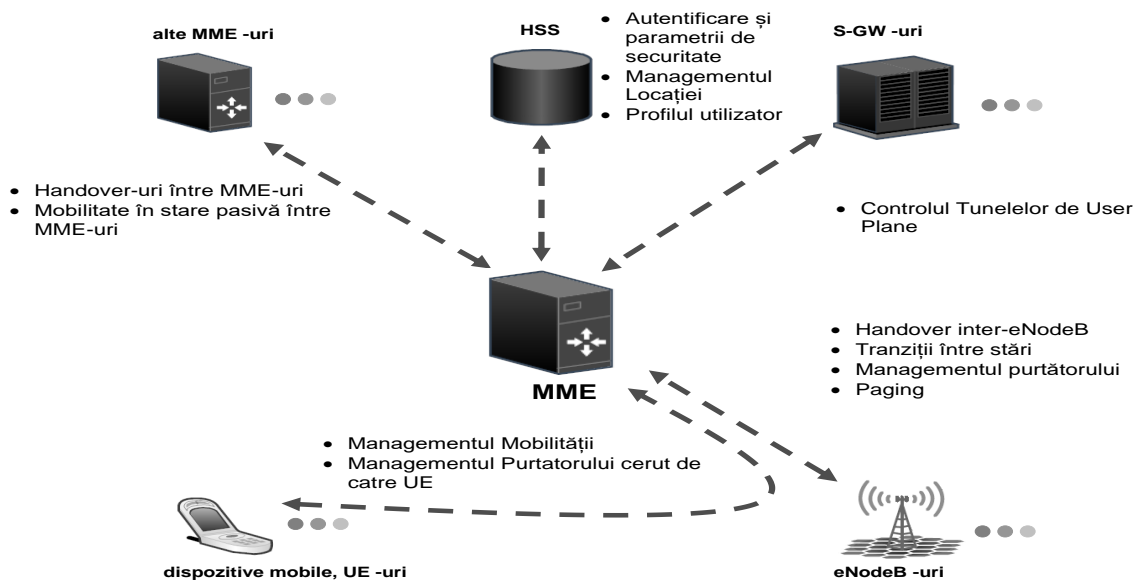 alte MME -uri
HSS
• Autentificare și
parametrii de
securitate
• Managementul
Locației
• Profilul utilizator
S-GW -uri
• Handover-uri între MME-uri
• Mobilitate în stare pasivă între
MME-uri
• Controlul Tunelelor de User
Plane
MME
• Handover inter-eNodeB
• Tranziții între stări
• Managementul purtătorului
• Paging
• Managementul Mobilității
• Managementul Purtatorului cerut de
catre UE
dispozitive mobile, UE -uri
eNodeB -uri